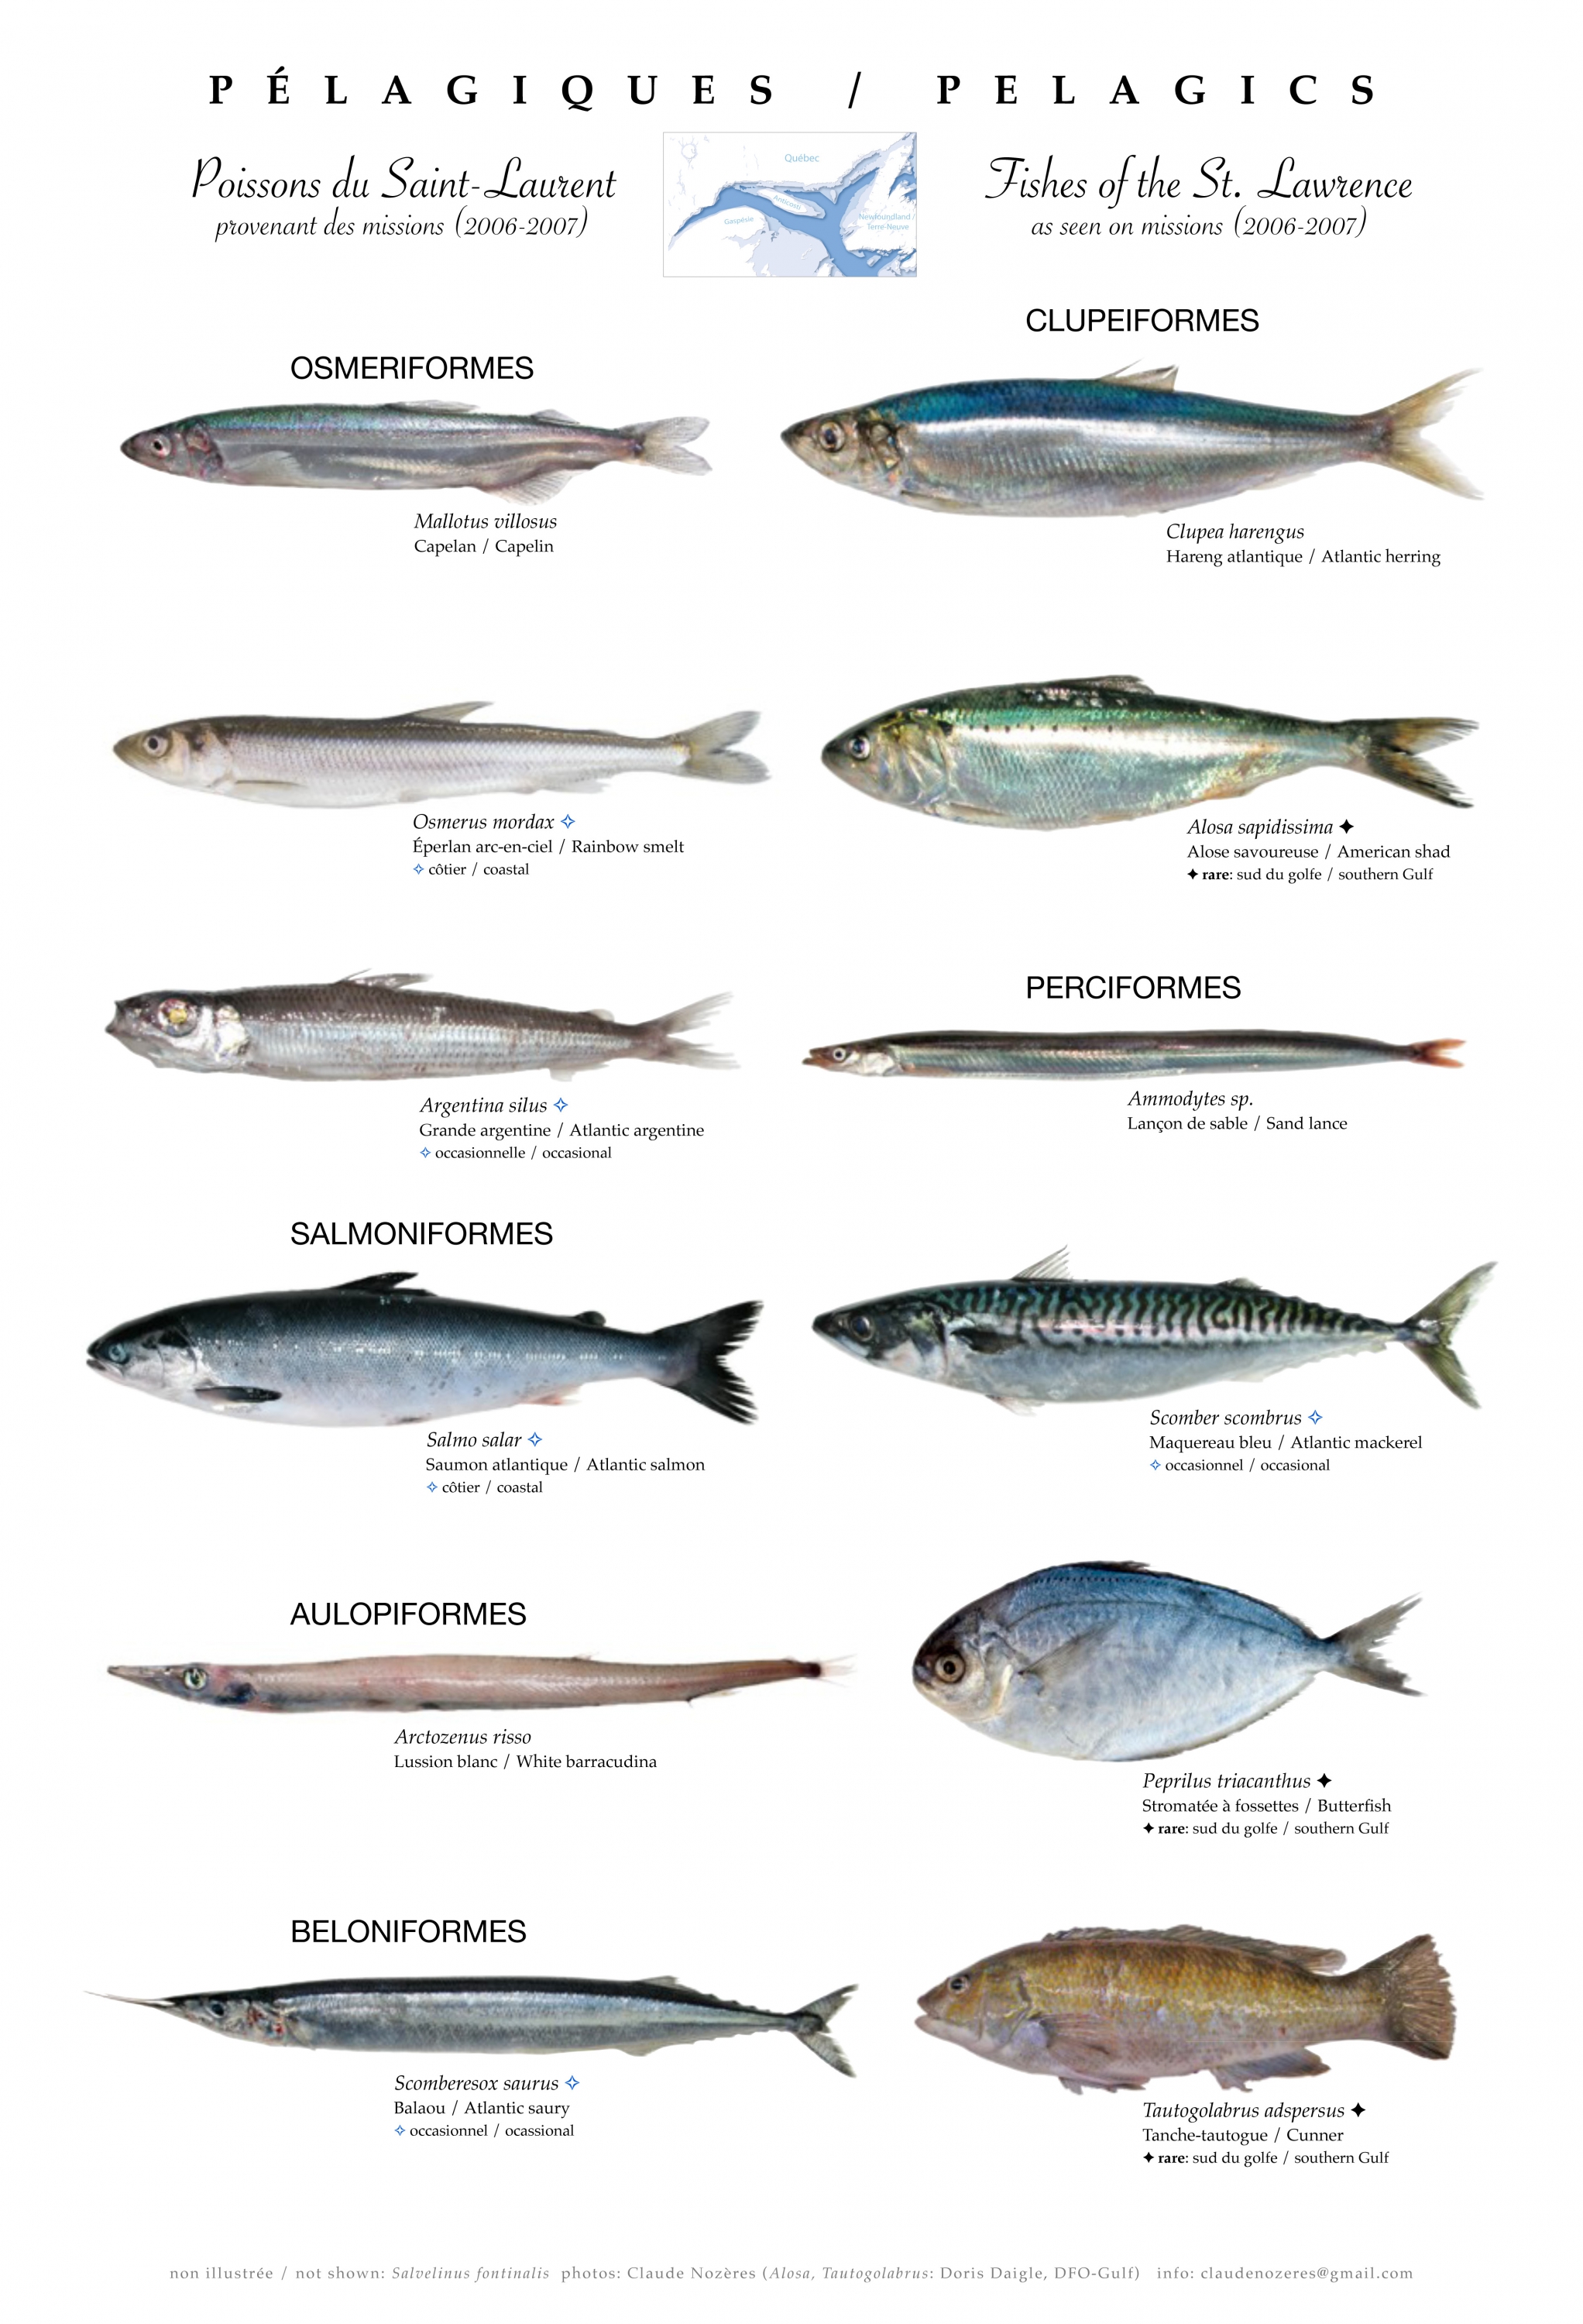 PÉLAGIQUES / PELAGICS
Poissons du Saint-Laurent
provenant des missions (2006-2007)
Québec
Anticosti
Gaspésie
Newfoundland /
Terre-Neuve
Fishes of the St. Lawrence
as seen on missions (2006-2007)
OSMERIFORMES
Mallotus villosus
Capelan / Capelin
Osmerus mordax ✧
Éperlan arc-en-ciel / Rainbow smelt
✧ côtier / coastal
Argentina silus ✧
Grande argentine / Atlantic argentine
✧ occasionnelle / occasional
SALMONIFORMES
Salmo salar ✧
Saumon atlantique / Atlantic salmon
✧ côtier / coastal
AULOPIFORMES
Arctozenus risso
Lussion blanc / White barracudina
BELONIFORMES
Scomberesox saurus ✧
Balaou / Atlantic saury
✧ occasionnel / ocassional
CLUPEIFORMES
Clupea harengus
Hareng atlantique / Atlantic herring
Alosa sapidissima ✦
Alose savoureuse / American shad
✦ rare: sud du golfe / southern Gulf
PERCIFORMES
Ammodytes sp.
Lançon de sable / Sand lance
Scomber scombrus ✧
Maquereau bleu / Atlantic mackerel
✧ occasionnel / occasional
Peprilus triacanthus ✦
Stromatée à fossettes / Butterfish
✦ rare: sud du golfe / southern Gulf
Tautogolabrus adspersus ✦
Tanche-tautogue / Cunner
✦ rare: sud du golfe / southern Gulf
non illustrée / not shown: Salvelinus fontinalis photos: Claude Nozères (Alosa, Tautogolabrus: Doris Daigle, DFO-Gulf) info: claudenozeres@gmail.com